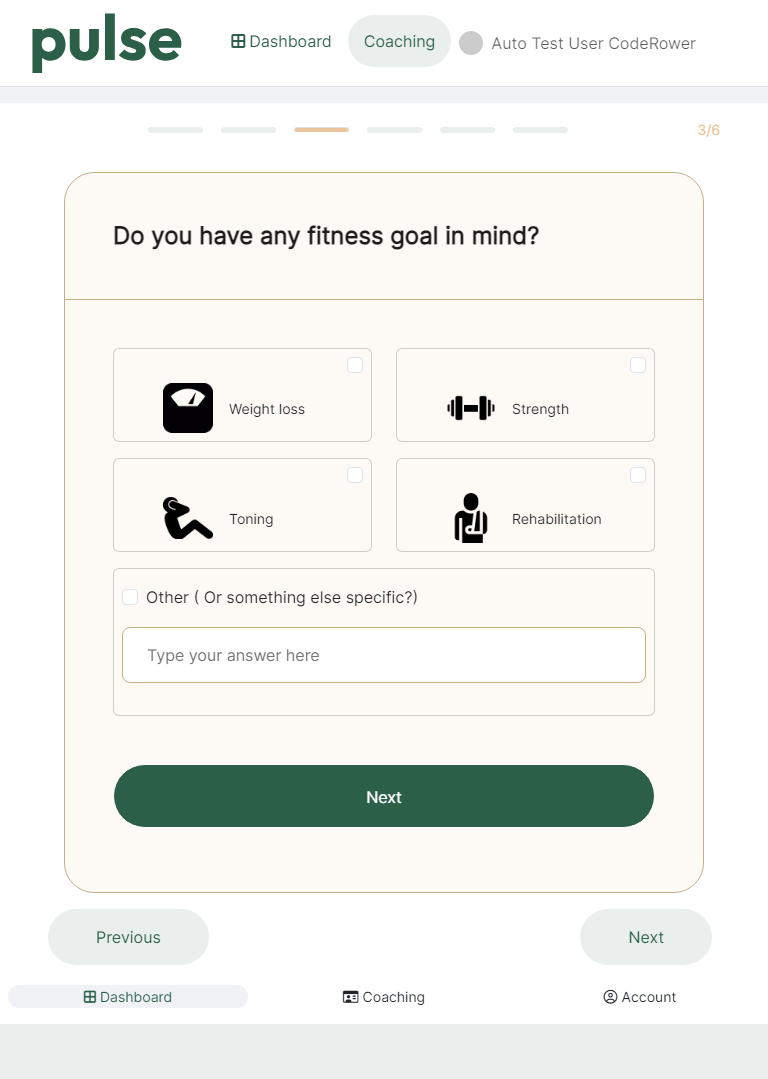 pulse
Dashboard
Coaching
Auto Test User CodeRower
3/6
Do you have any fitness goal in mind?
Weight loss
Strength
Toning
Rehabilitation
Other ( Or something else specific?)
Type your answer here
Next
Previous
Next
Dashboard
Coaching
Account